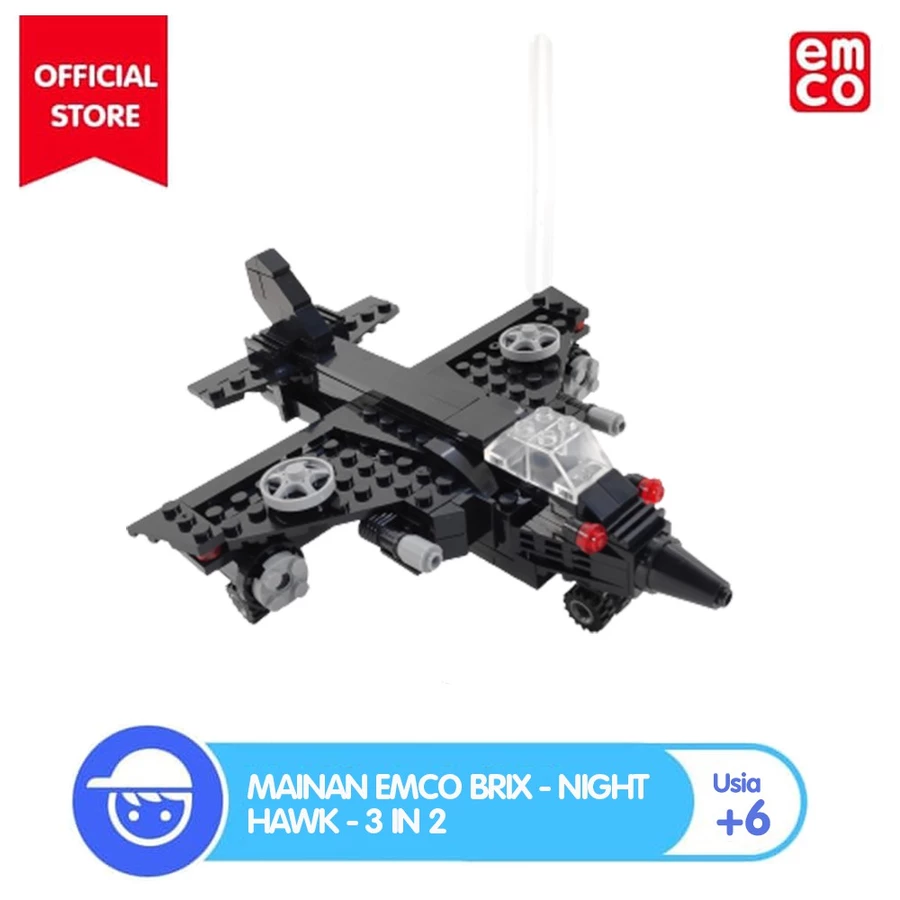 OFFICIAL
STORE
em
co
MAINAN EMCO BRIX - NIGHT
HAWK - 3 IN 2
Usia
+6